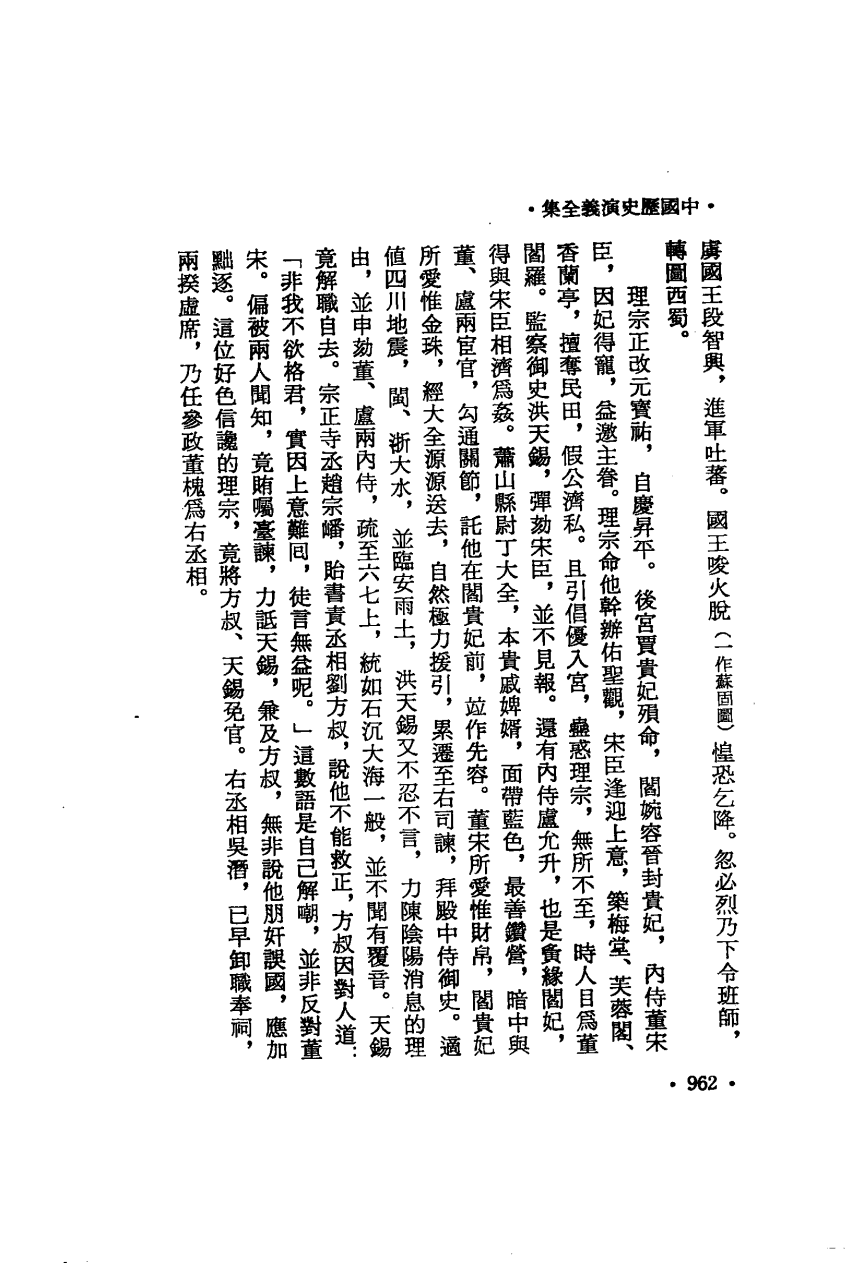 ·中國歷史演義全集·
虜國王段智興，進軍吐蕃。國王唆火脫（一作蘇固圖）惶恐乞降。忽必烈乃下令班師，
轉圖西蜀。
理宗正改元寶祐，自慶昇平。後宮賈貴妃殞命，閻婉容晉封貴妃，內侍董宋
臣，因妃得寵，益邀主眷。理宗命他幹辦佑聖觀，宋臣逢迎上意，築梅堂、芙蓉閣、
香蘭亭，擅奪民田，假公濟私。且引倡優入宮，蠱惑理宗，無所不至，時人目爲董
閻羅。監察御史洪天錫，彈劾宋臣，並不見報。還有內侍盧允升，也是夤緣閻妃，
得與宋臣相濟爲姦。蕭山縣尉丁大全，本貴戚婢婿，面帶藍色，最善鑽營，暗中與
董、盧兩宦官，勾通關節，託他在閻貴妃前，竝作先容。董宋所愛惟財帛，閻貴妃
所愛惟金珠，經大全源源送去，自然極力援引，累遷至右司諫，拜殿中侍御史。適
值四川地震，閩、浙大水，並臨安雨土，洪天錫又不忍不言，力陳陰陽消息的理
由，並申劾董、盧兩內侍，疏至六七上，統如石沉大海一般，並不聞有覆音。天錫
竟解職自去。宗正寺丞趙宗嶓，貽書責丞相劉方叔，說他不能救正，方叔因對人道：
「非我不欲格君，實因上意難囘，徒言無益呢。」這數語是自己解嘲，並非反對董
宋。偏被兩人聞知，竟賄囑臺諫，力詆天錫，兼及方叔，無非說他朋奸誤國，應加
黜逐。這位好色信讒的理宗，竟將方叔、天錫免官。右丞相吳潛，已早卸職奉祠，
兩揆虛席，乃任參政董槐爲右丞相。
·962·